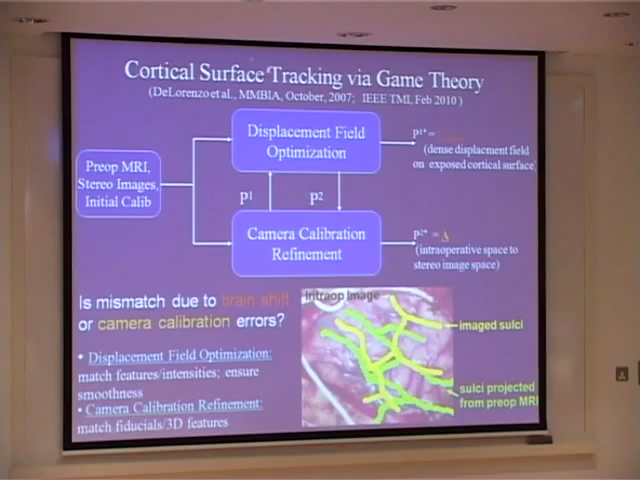 Cortical Surface Tracking via Game Theory
(DeLorenzo et al., MMBIA, October, 2007; IEEE TMI, Feb 2010 )
Displacement Field
Optimization
Preop MRI,
Stereo Images,
Initial Calib
p1
p2
Camera Calibration
Refinement
p1* =
(dense displacment field
on exposed cortical surface)
p2* = A
(intraoperative space to
stereo image space)
Is mismatch due to brain shift
or camera calibration errors?
• Displacement Field Optimization:
match features/intensities; ensure
smoothness
• Camera Calibration Refinement:
match fiducials/3D features
Intraop Image
imaged sulci
sulci projected
from preop MRI